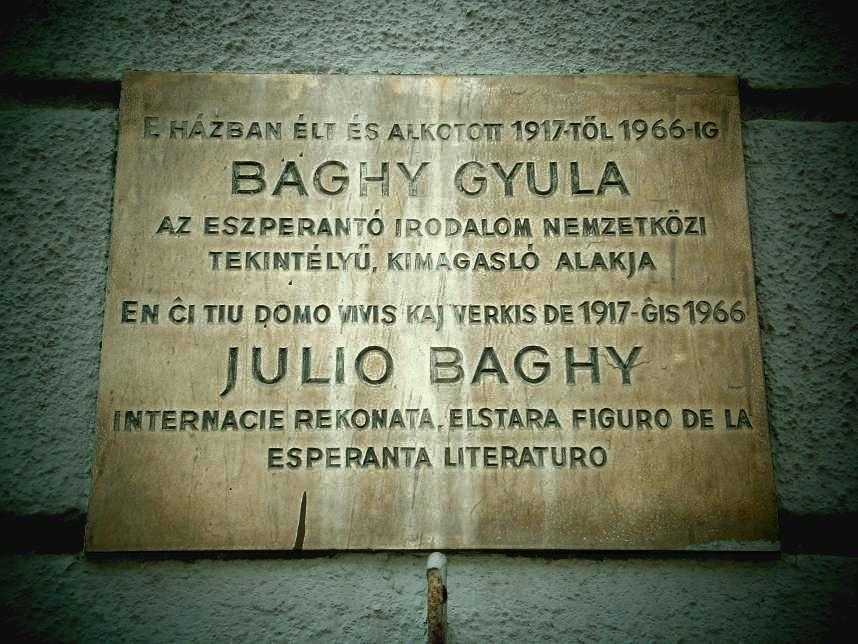 E HÁZBAN ÉLT ÉS ALKOTOTT 1917-TŐL 1966-IG
BAGHY GYULA
AZ ESZPERANTÓ IRODALOM NEMZETKÖZI
TEKINTÉLYŰ, KIMAGASLÓ ALAKJA
EN ĈI TIU DOMO VIVIS KAJ VERKIS DE 1917-ĜIS 1966
JULIO BAGHY
INTERNACIE REKONATA, ELSTARA FIGURO DE LA
ESPERANTA LITERATURO